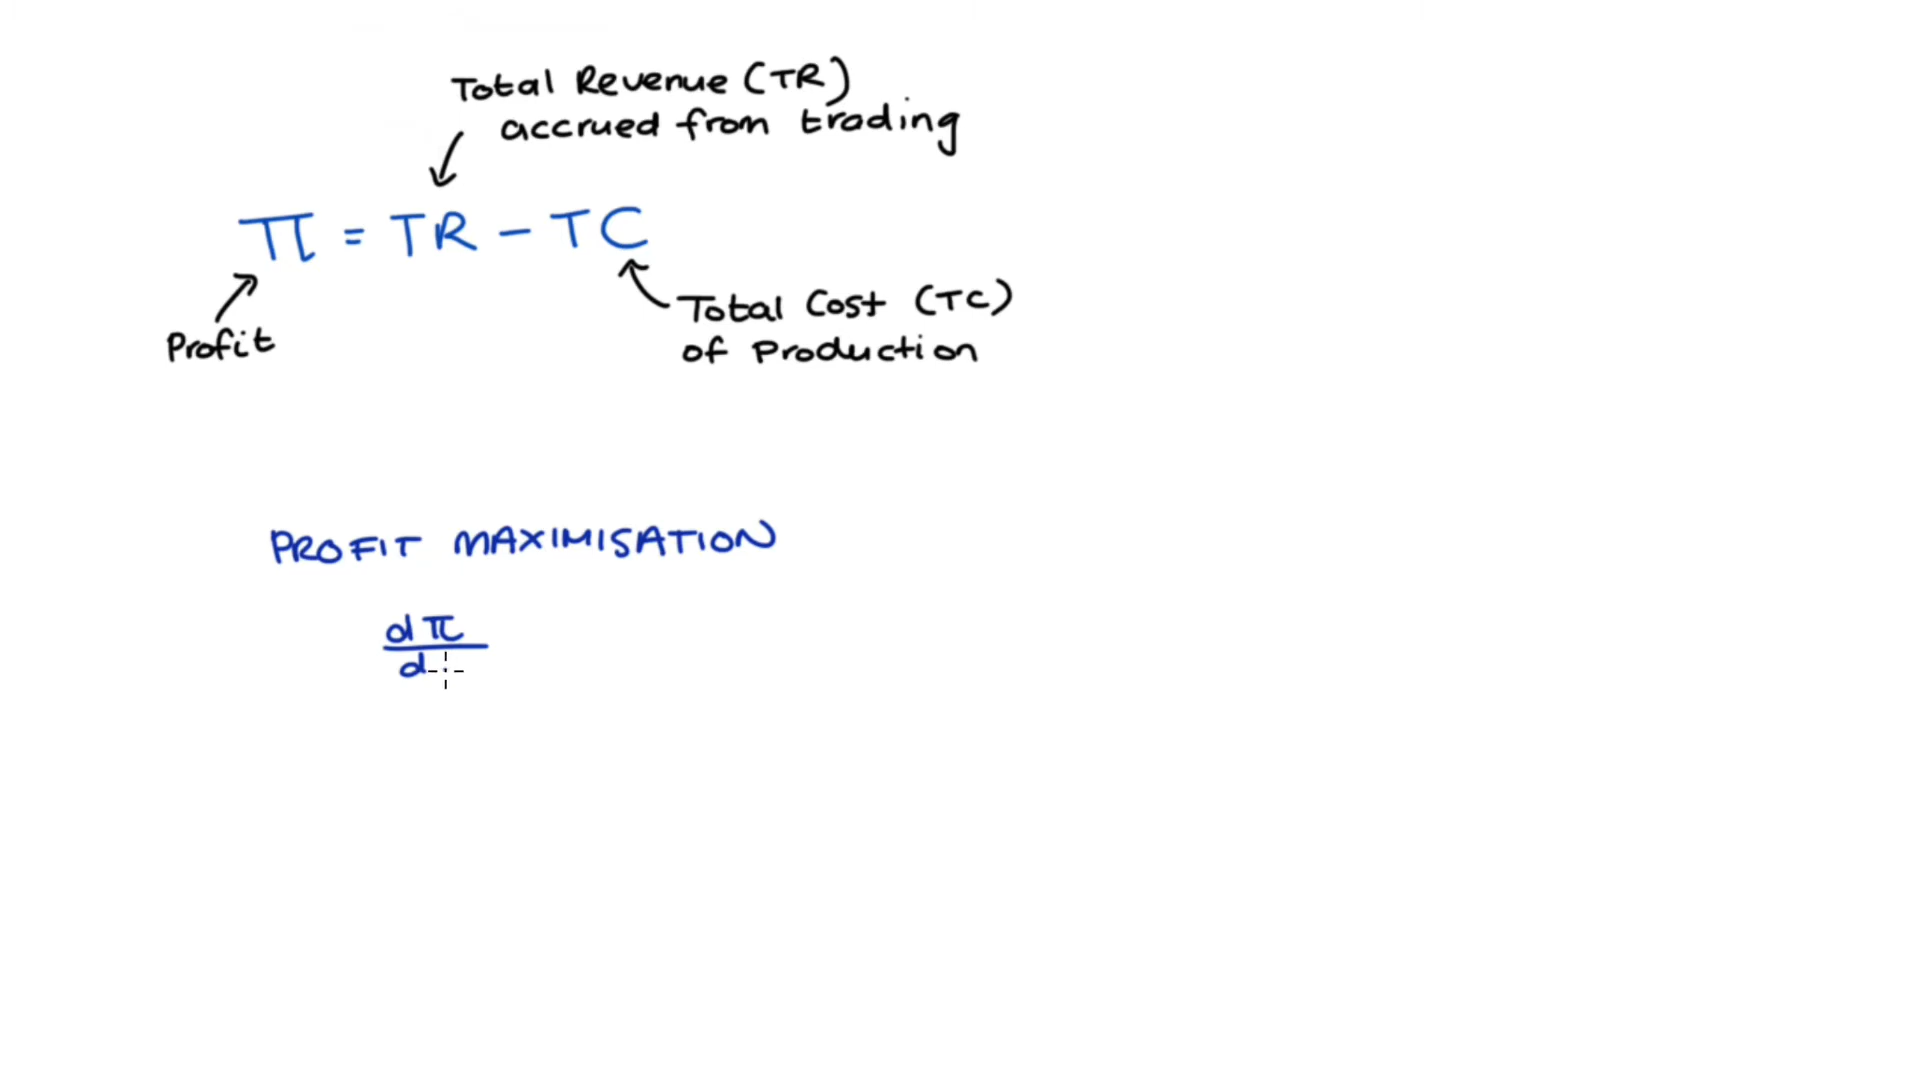 Total Revenue (TR)
accrued from trading
π = TR - TC
Profit
Total Cost (TC)
of Production
PROFIT MAXIMISATION
dπ
d